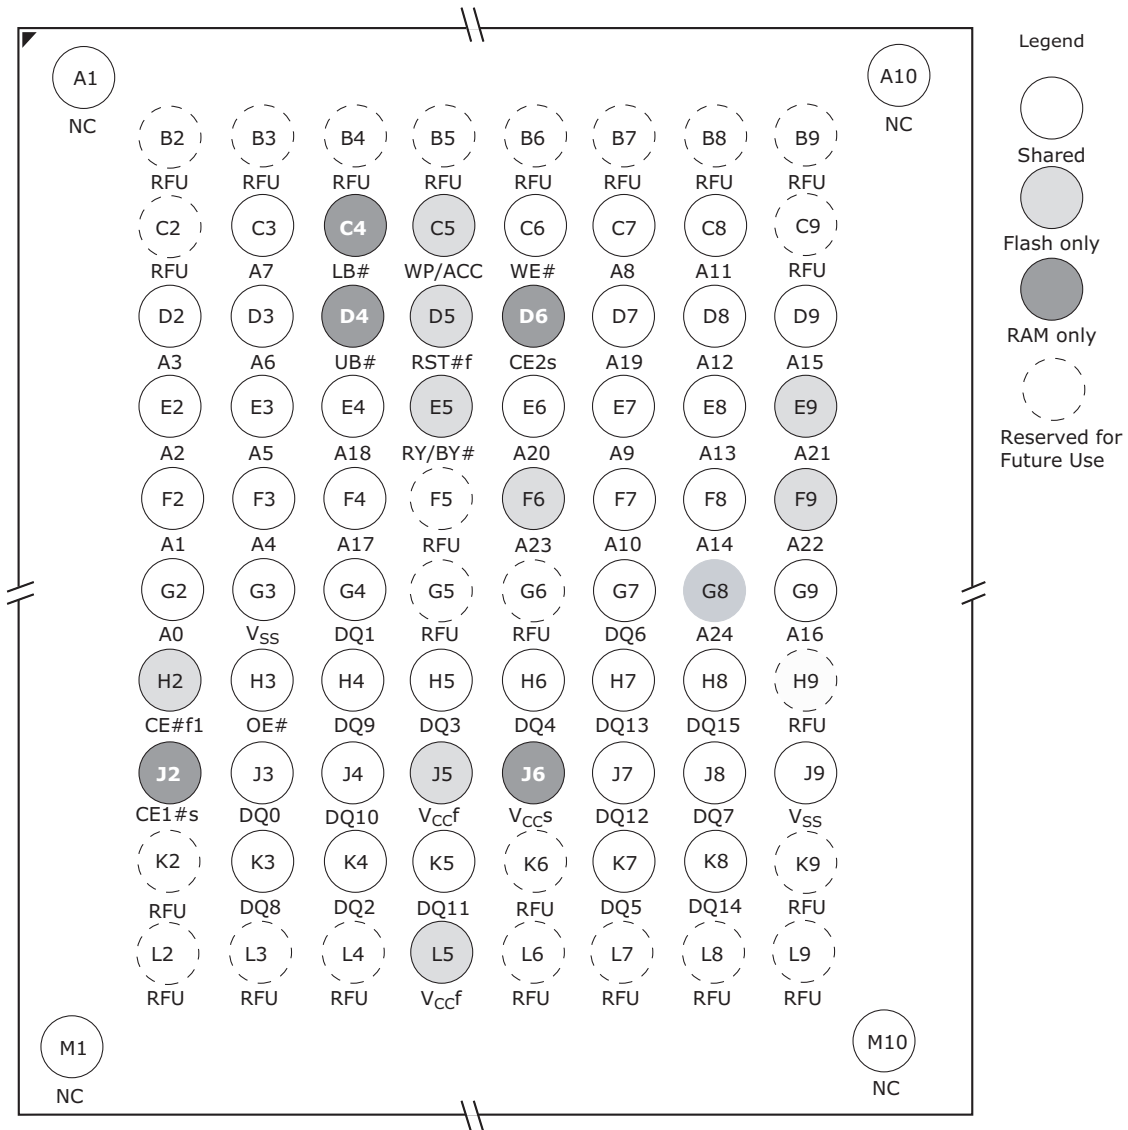 Legend
A1
A10
NC
NC
Shared
Flash only
RAM only
Reserved for
Future Use
B2 B3 B4 B5 B6 B7 B8 B9
RFU RFU RFU RFU RFU RFU RFU RFU
C2 C3 C4 C5 C6 C7 C8 C9
RFU A7 LB# WP/ACC WE# A8 A11 RFU
D2 D3 D4 D5 D6 D7 D8 D9
A3 A6 UB# RST#f CE2s A19 A12 A15
E2 E3 E4 E5 E6 E7 E8 E9
A2 A5 A18 RY/BY# A20 A9 A13 A21
F2 F3 F4 F5 F6 F7 F8 F9
A1 A4 A17 RFU A23 A10 A14 A22
G2 G3 G4 G5 G6 G7 G8 G9
A0 VSS DQ1 RFU RFU DQ6 A24 A16
H2 H3 H4 H5 H6 H7 H8 H9
CE#f1 OE# DQ9 DQ3 DQ4 DQ13 DQ15 RFU
J2 J3 J4 J5 J6 J7 J8 J9
CE1#s DQ0 DQ10 VCCf VCCs DQ12 DQ7 VSS
K2 K3 K4 K5 K6 K7 K8 K9
RFU DQ8 DQ2 DQ11 RFU DQ5 DQ14 RFU
L2 L3 L4 L5 L6 L7 L8 L9
RFU RFU RFU VCCf RFU RFU RFU RFU
M1 M10
NC NC